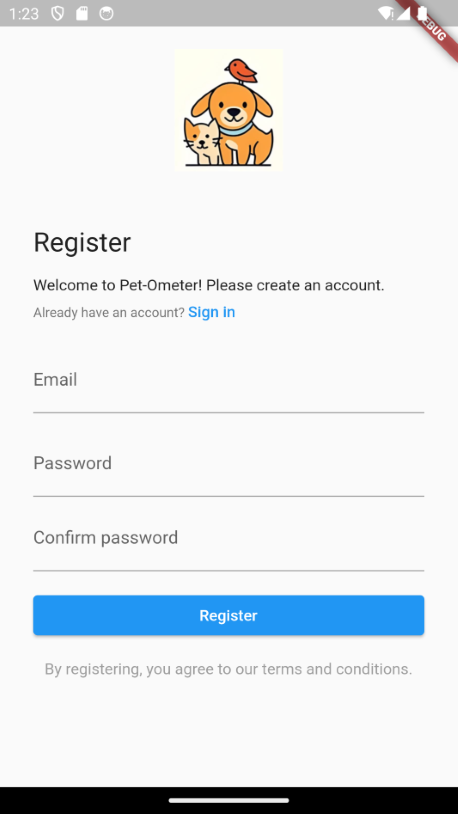 1:23
DEBUG
Register
Welcome to Pet-Ometer! Please create an account.
Already have an account? Sign in
Email
Password
Confirm password
Register
By registering, you agree to our terms and conditions.